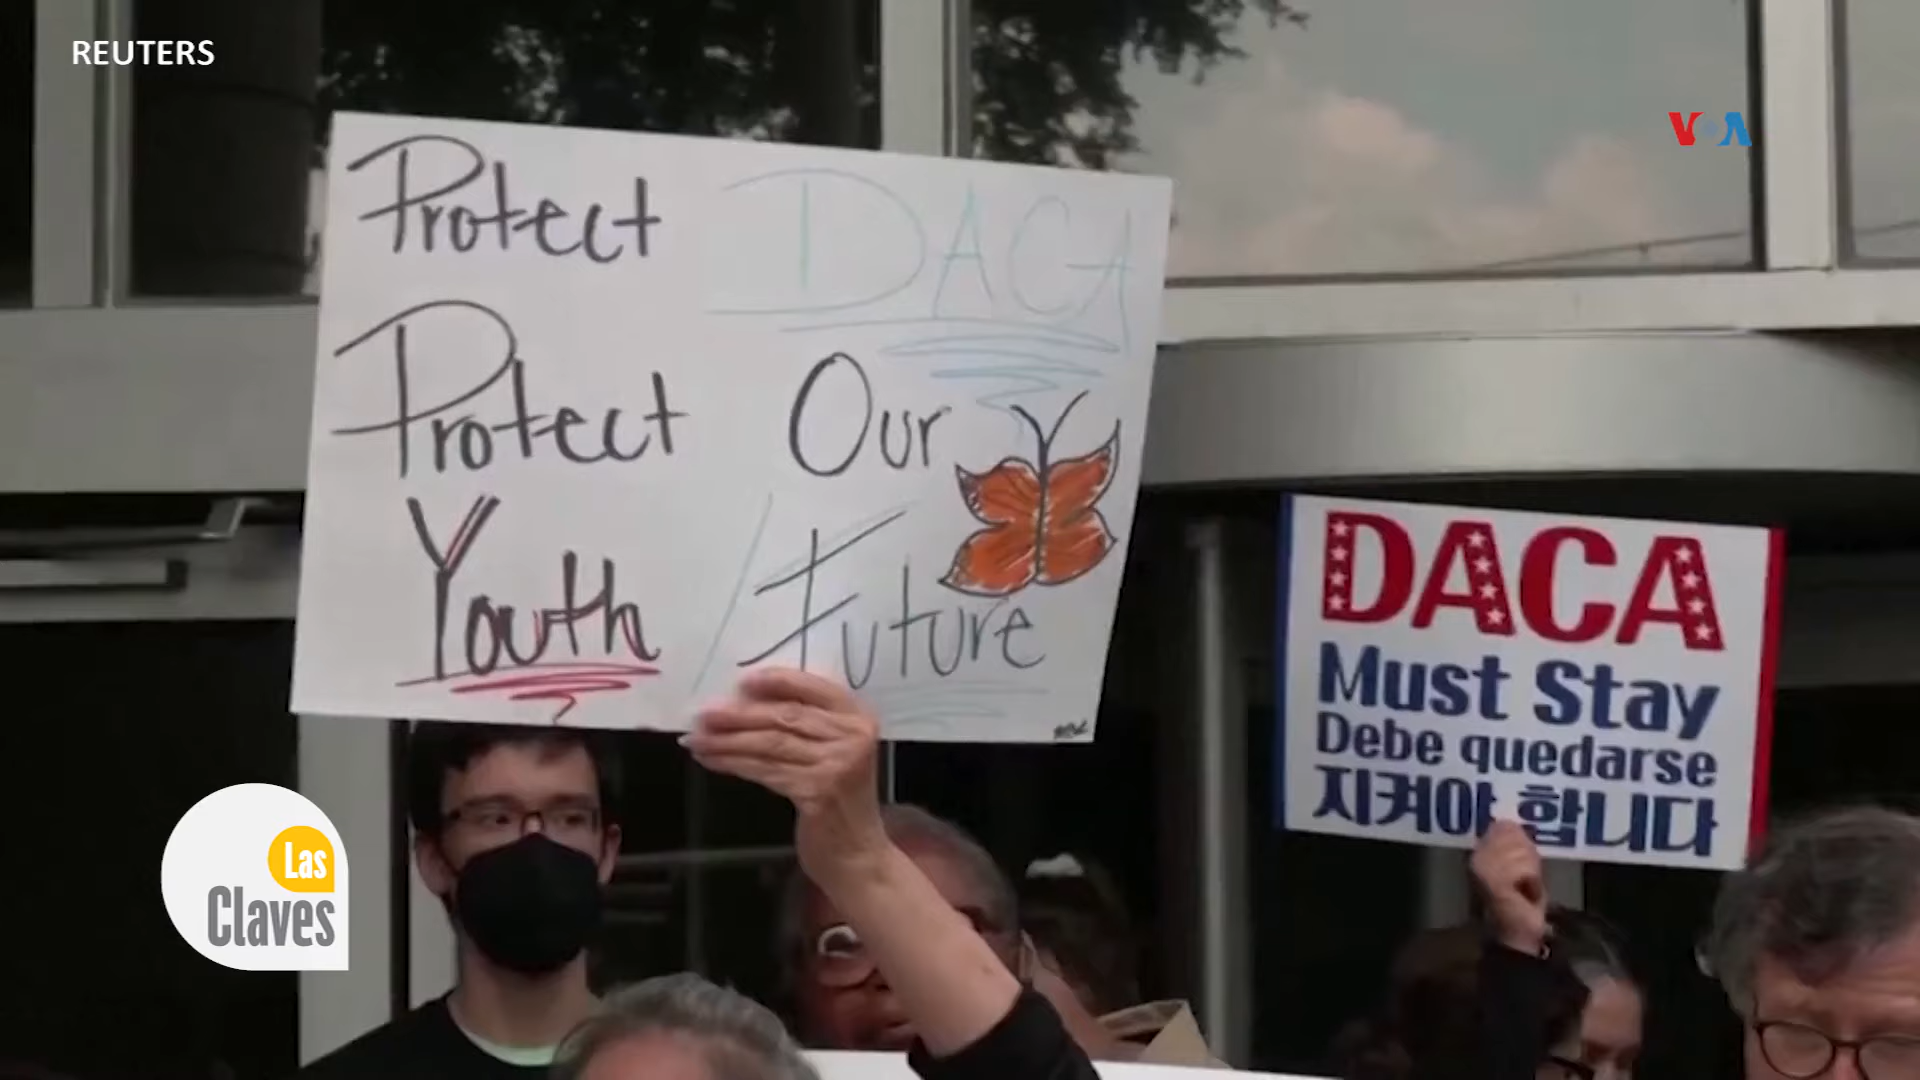 REUTERS
VOA
Protect DACA
Protect Our
Youth / Future
DACA
Must Stay
Debe quedarse
지켜야 합니다
Las
Claves